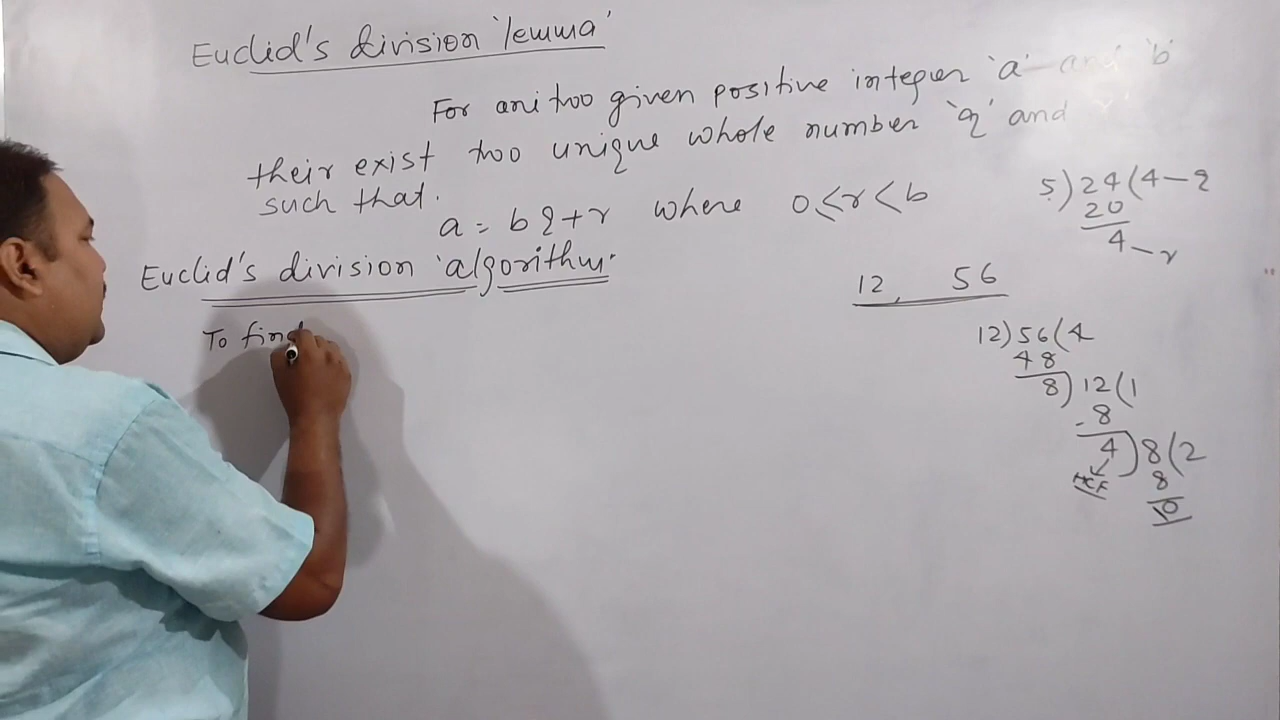 Euclid's division 'lemma'
For ani two given positive integer 'a' and 'b'
their exist two unique whole number 'q' and
such that.
a = bq + r where 0 ≤ r < b
5) 24 (4 - q
20
4 - r
Euclid's division 'algorithm'
12, 56
To find
12) 56 (4
48
8) 12 (1
- 8
4) 8 (2
HCF
8
0